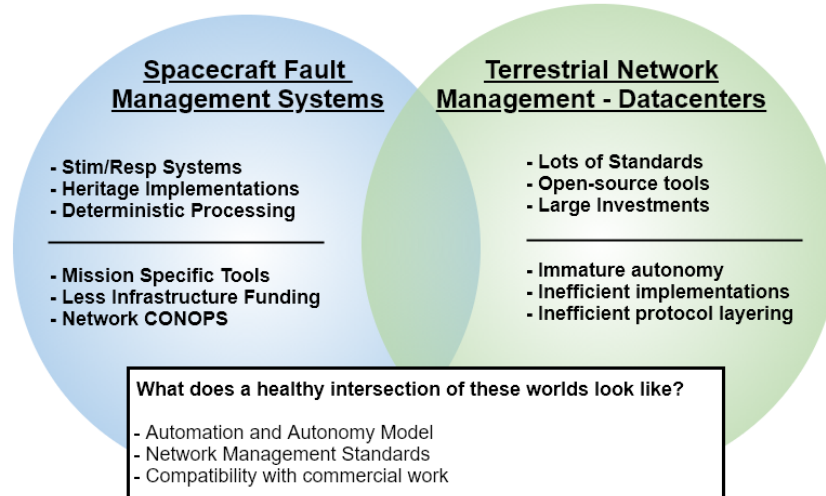 Spacecraft Fault
Management Systems
- Stim/Resp Systems
- Heritage Implementations
- Deterministic Processing
- Mission Specific Tools
- Less Infrastructure Funding
- Network CONOPS
Terrestrial Network
Management - Datacenters
- Lots of Standards
- Open-source tools
- Large Investments
- Immature autonomy
- Inefficient implementations
- Inefficient protocol layering
What does a healthy intersection of these worlds look like?
- Automation and Autonomy Model
- Network Management Standards
- Compatibility with commercial work